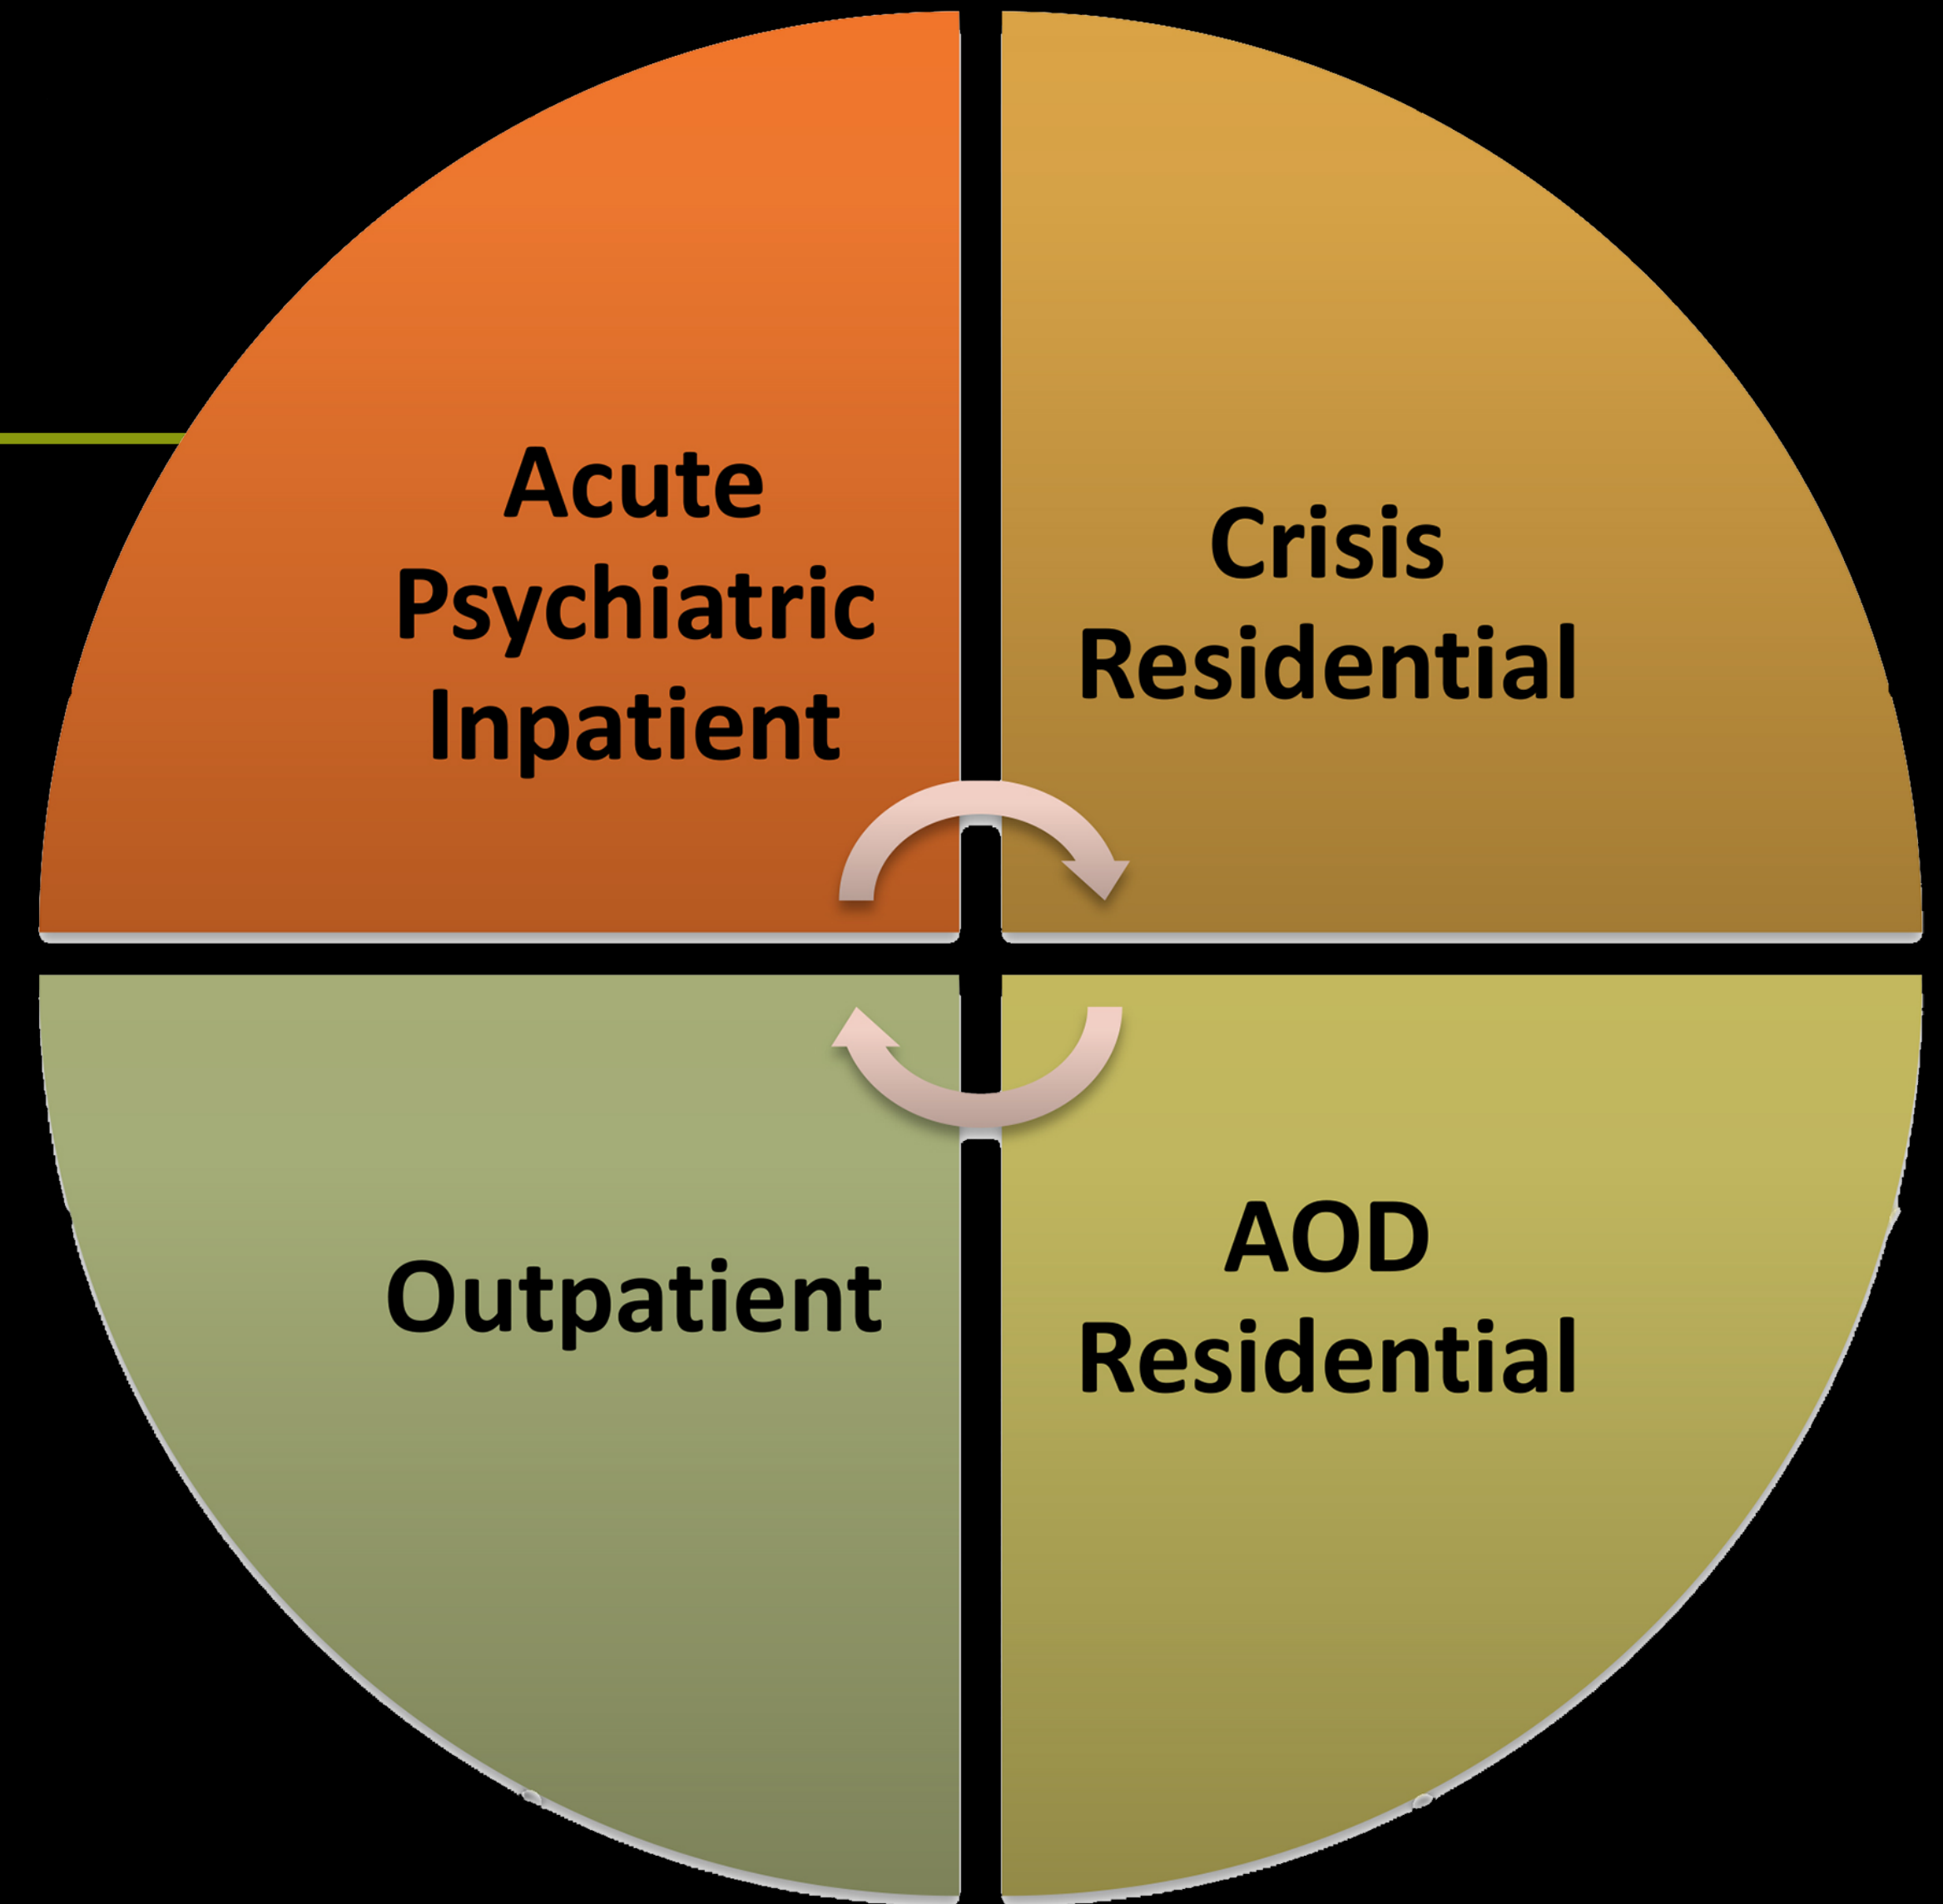 Acute
Psychiatric
Inpatient
Crisis
Residential
Outpatient
AOD
Residential